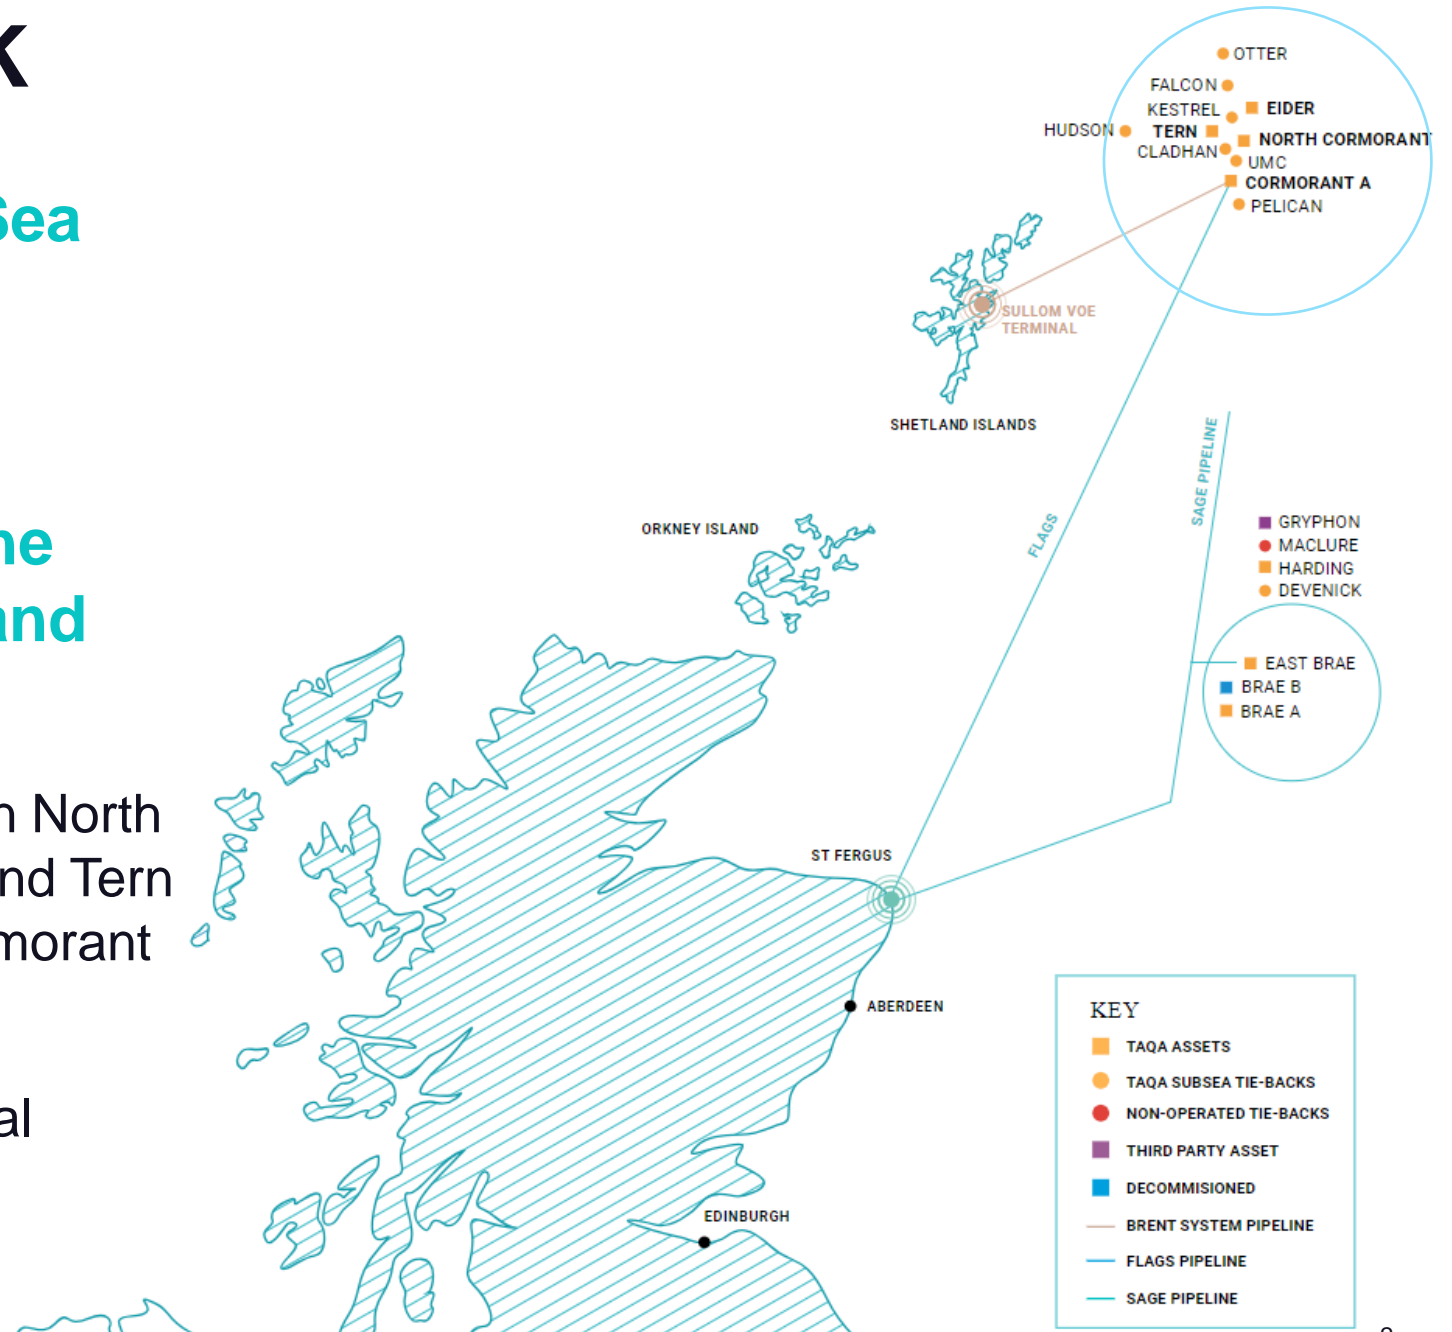 K
Sea
ne
and
n North
nd Tern
morant
al
OTTER
FALCON
KESTREL
EIDER
HUDSON
TERN
NORTH CORMORANT
CLADHAN
UMC
CORMORANT A
PELICAN
SULLOM VOE
TERMINAL
SHETLAND ISLANDS
SAGE PIPELINE
FLAGS
ORKNEY ISLAND
GRYPHON
MACLURE
HARDING
DEVENICK
EAST BRAE
BRAE B
BRAE A
ST FERGUS
ABERDEEN
EDINBURGH
KEY
TAQA ASSETS
TAQA SUBSEA TIE-BACKS
NON-OPERATED TIE-BACKS
THIRD PARTY ASSET
DECOMMISIONED
BRENT SYSTEM PIPELINE
FLAGS PIPELINE
SAGE PIPELINE